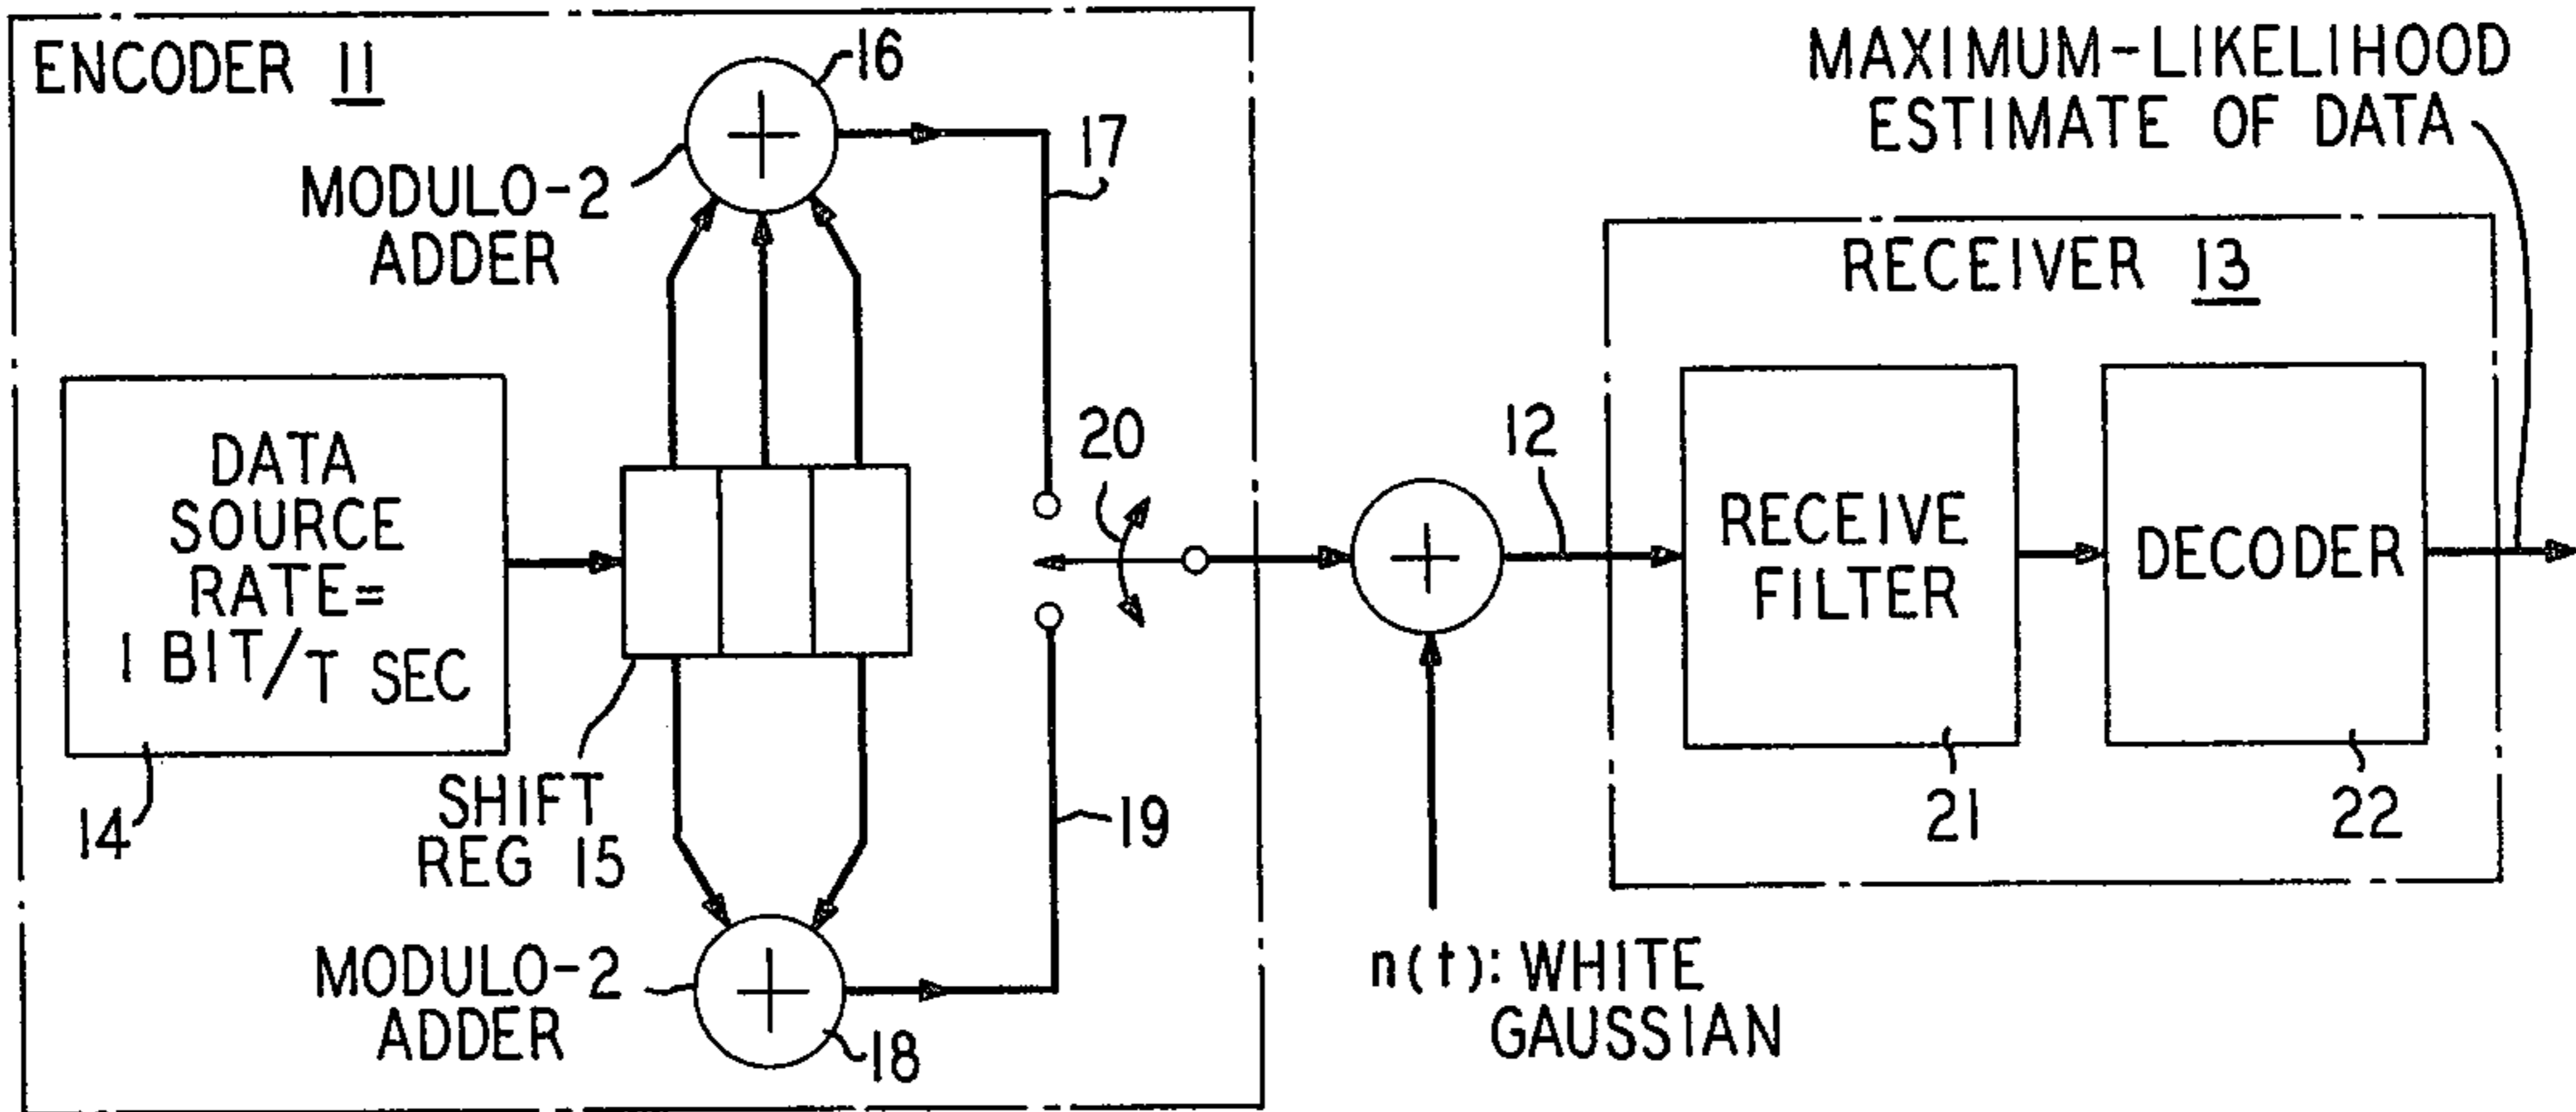 ENCODER 11
16
MODULO-2
ADDER
17
DATA
SOURCE
RATE=
1 BIT/T SEC
14
SHIFT
REG 15
20
19
MODULO-2
ADDER
18
12
n(t): WHITE
GAUSSIAN
MAXIMUM-LIKELIHOOD
ESTIMATE OF DATA
RECEIVER 13
RECEIVE
FILTER
21
DECODER
22